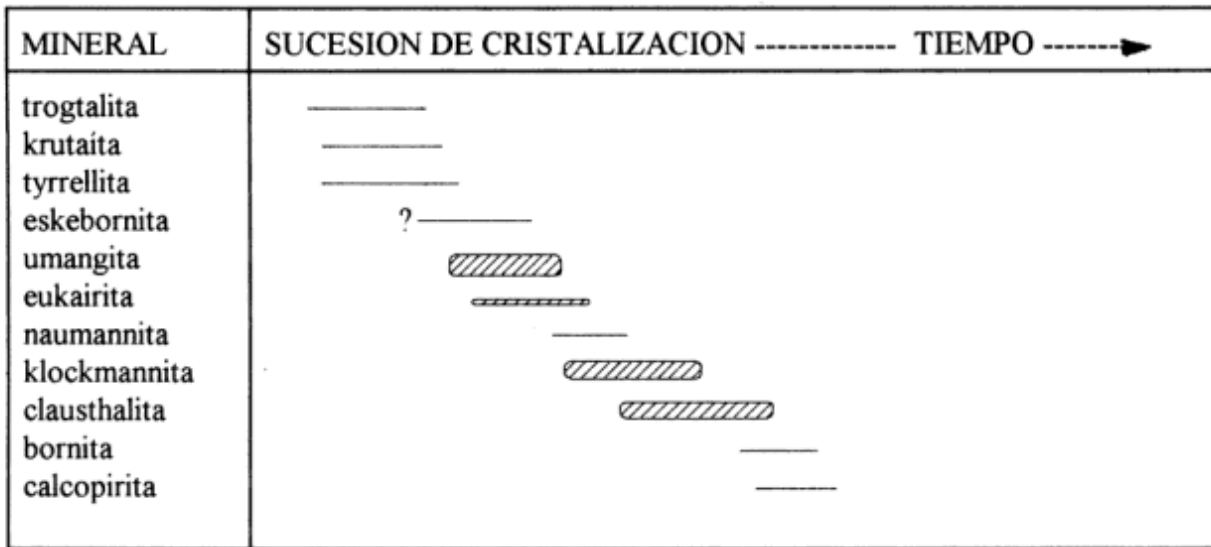 MINERAL SUCESION DE CRISTALIZACION ------------- TIEMPO -------
trogtalita
krutaíta
tyrrellita
eskebornita ?
umangita
eukairita
naumannita
klockmannita
clausthalita
bornita
calcopirita